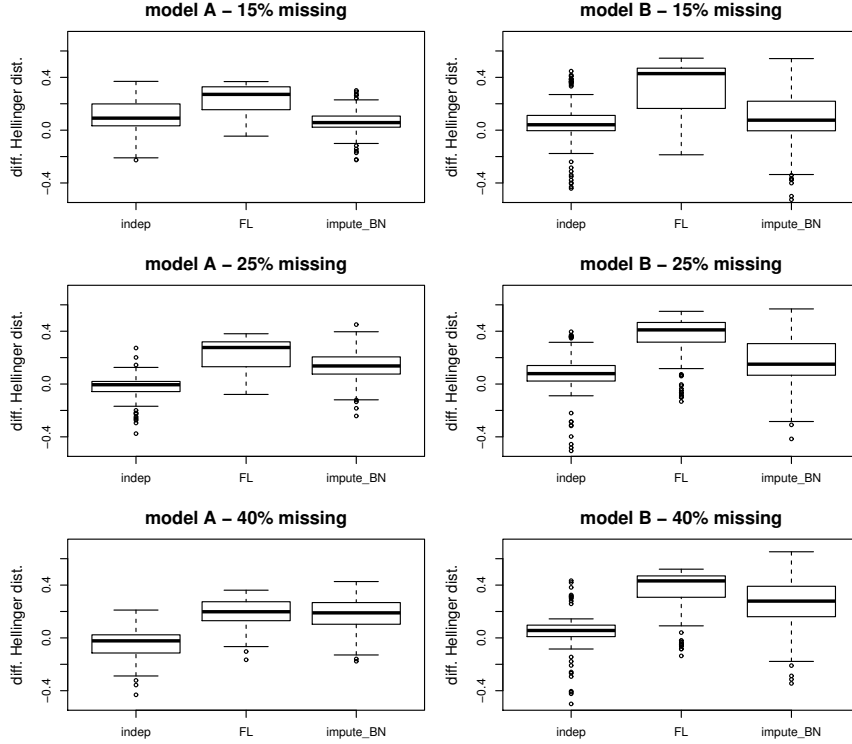 model A − 15% missing
diff. Hellinger dist.
0.4
0.0
−0.4
indep FL impute_BN
model B − 15% missing
diff. Hellinger dist.
0.4
0.0
−0.4
indep FL impute_BN
model A − 25% missing
diff. Hellinger dist.
0.4
0.0
−0.4
indep FL impute_BN
model B − 25% missing
diff. Hellinger dist.
0.4
0.0
−0.4
indep FL impute_BN
model A − 40% missing
diff. Hellinger dist.
0.4
0.0
−0.4
indep FL impute_BN
model B − 40% missing
diff. Hellinger dist.
0.4
0.0
−0.4
indep FL impute_BN